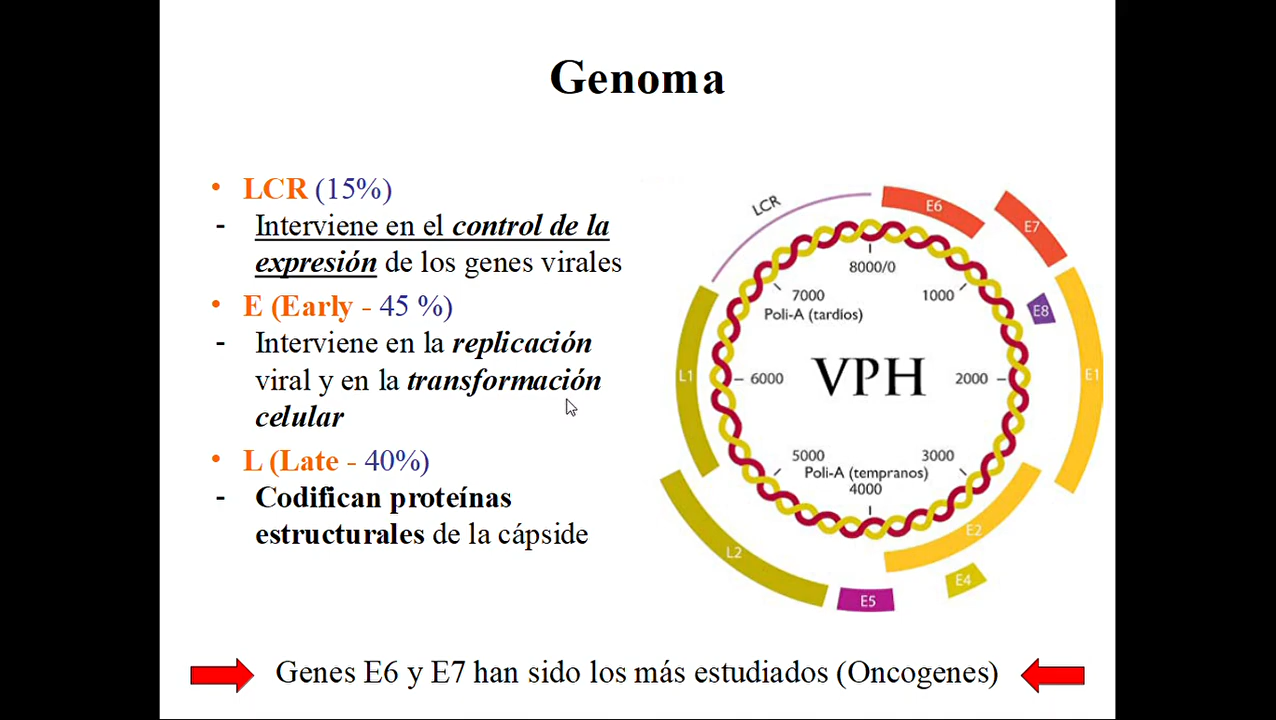 Genoma
• LCR (15%)
- Interviene en el control de la
expresión de los genes virales
• E (Early - 45 %)
- Interviene en la replicación
viral y en la transformación
celular
• L (Late - 40%)
- Codifican proteínas
estructurales de la cápside
LCR
E6
E7
8000/0
7000
1000
Poli-A (tardíos)
E8
L1
6000
VPH
2000
E1
5000
3000
Poli-A (tempranos)
4000
E2
L2
E4
E5
Genes E6 y E7 han sido los más estudiados (Oncogenes)